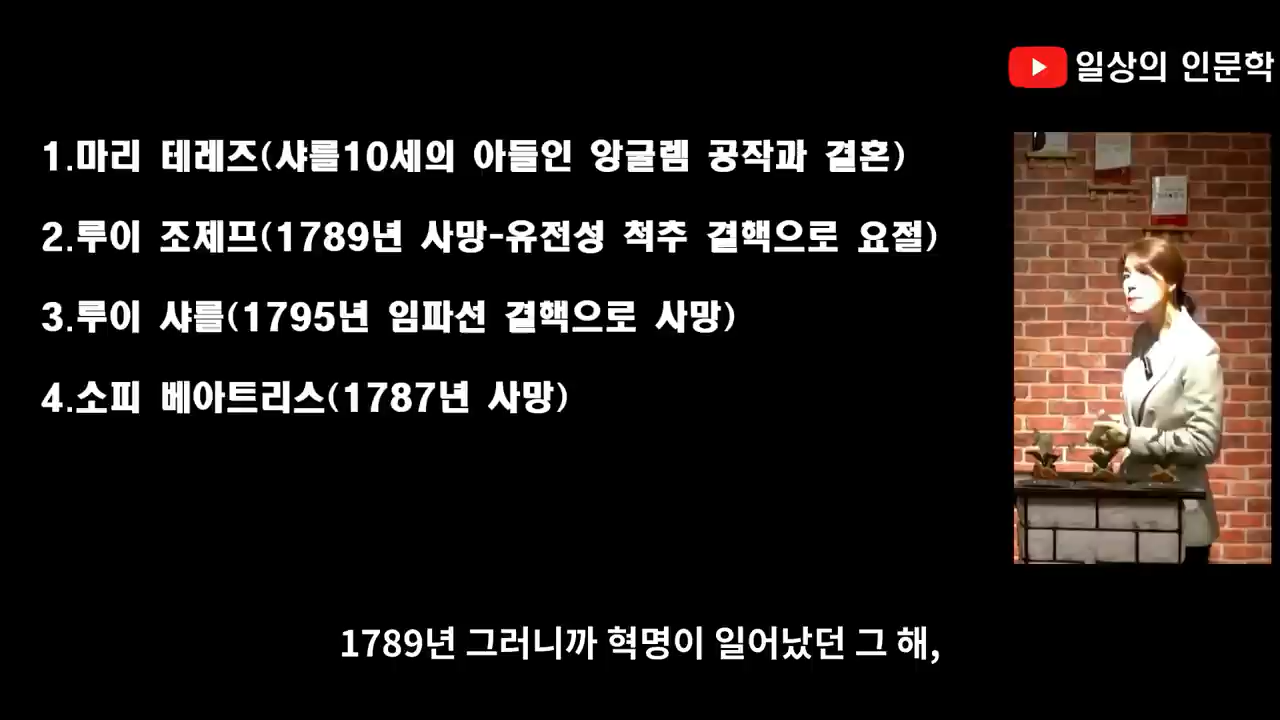 일상의 인문학
1.마리 테레즈(샤를10세의 아들인 앙굴렘 공작과 결혼)
2.루이 조제프(1789년 사망-유전성 척추 결핵으로 요절)
3.루이 샤를(1795년 임파선 결핵으로 사망)
4.소피 베아트리스(1787년 사망)
1789년 그러니까 혁명이 일어났던 그 해,